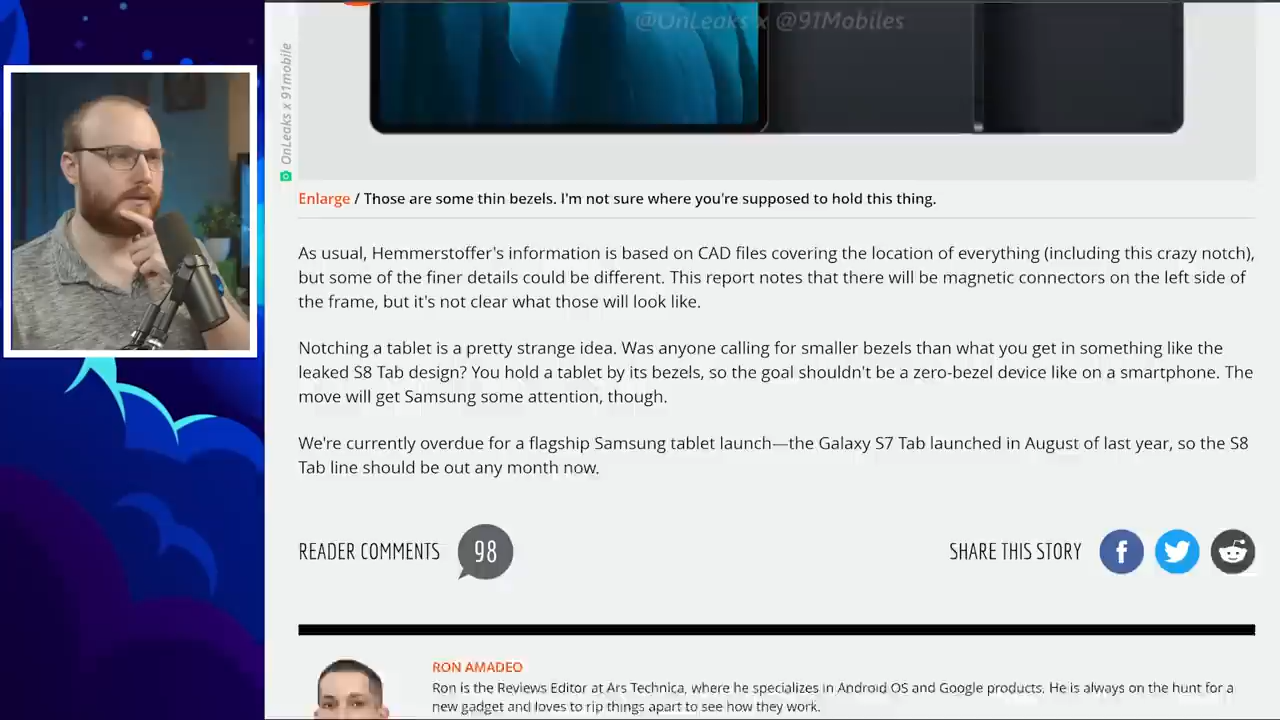 @OnLeaks x @91Mobiles
OnLeaks x 91mobile
Enlarge / Those are some thin bezels. I'm not sure where you're supposed to hold this thing.
As usual, Hemmerstoffer's information is based on CAD files covering the location of everything (including this crazy notch),
but some of the finer details could be different. This report notes that there will be magnetic connectors on the left side of
the frame, but it's not clear what those will look like.
Notching a tablet is a pretty strange idea. Was anyone calling for smaller bezels than what you get in something like the
leaked S8 Tab design? You hold a tablet by its bezels, so the goal shouldn't be a zero-bezel device like on a smartphone. The
move will get Samsung some attention, though.
We're currently overdue for a flagship Samsung tablet launch—the Galaxy S7 Tab launched in August of last year, so the S8
Tab line should be out any month now.
READER COMMENTS 98
SHARE THIS STORY
RON AMADEO
Ron is the Reviews Editor at Ars Technica, where he specializes in Android OS and Google products. He is always on the hunt for a
new gadget and loves to rip things apart to see how they work.